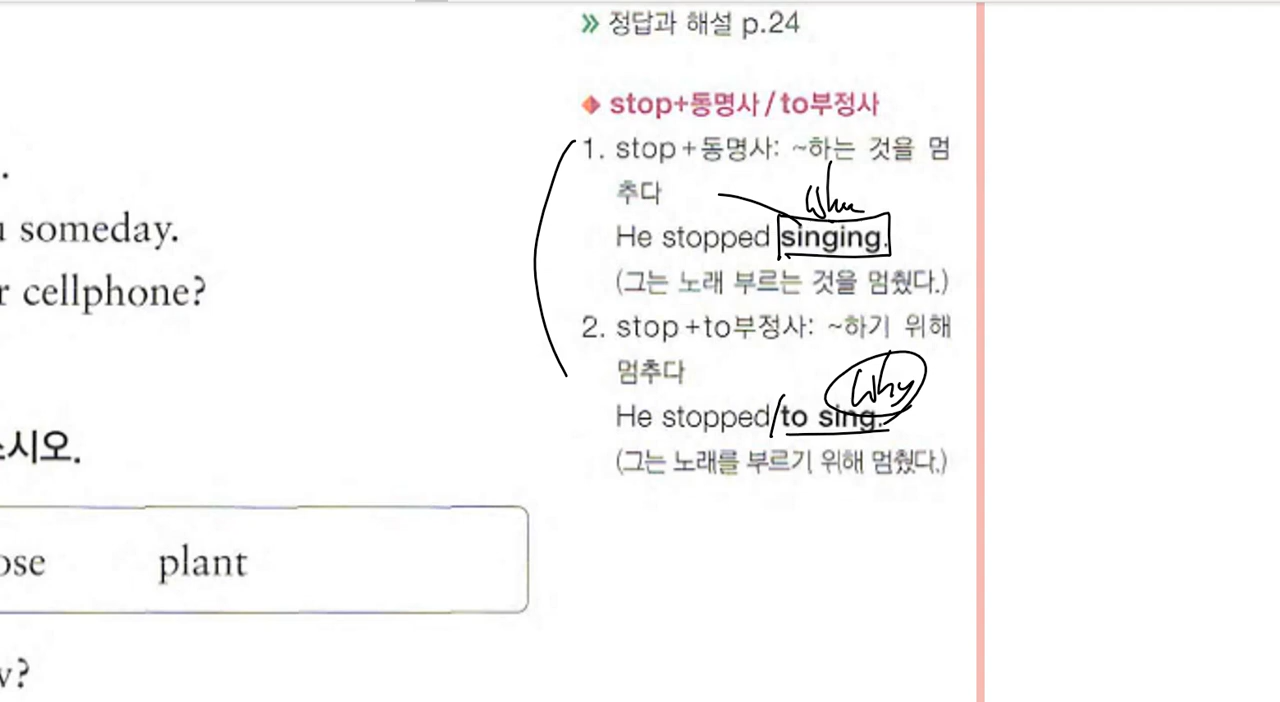 » 정답과 해설 p.24
◆ stop+동명사/to부정사
1. stop+동명사: ~하는 것을 멈
추다
He stopped singing.
(그는 노래 부르는 것을 멈췄다.)
2. stop+to부정사: ~하기 위해
멈추다
Why
He stopped/to sing.
(그는 노래를 부르기 위해 멈췄다.)
.
someday.
cellphone?
시오.
ose plant
?